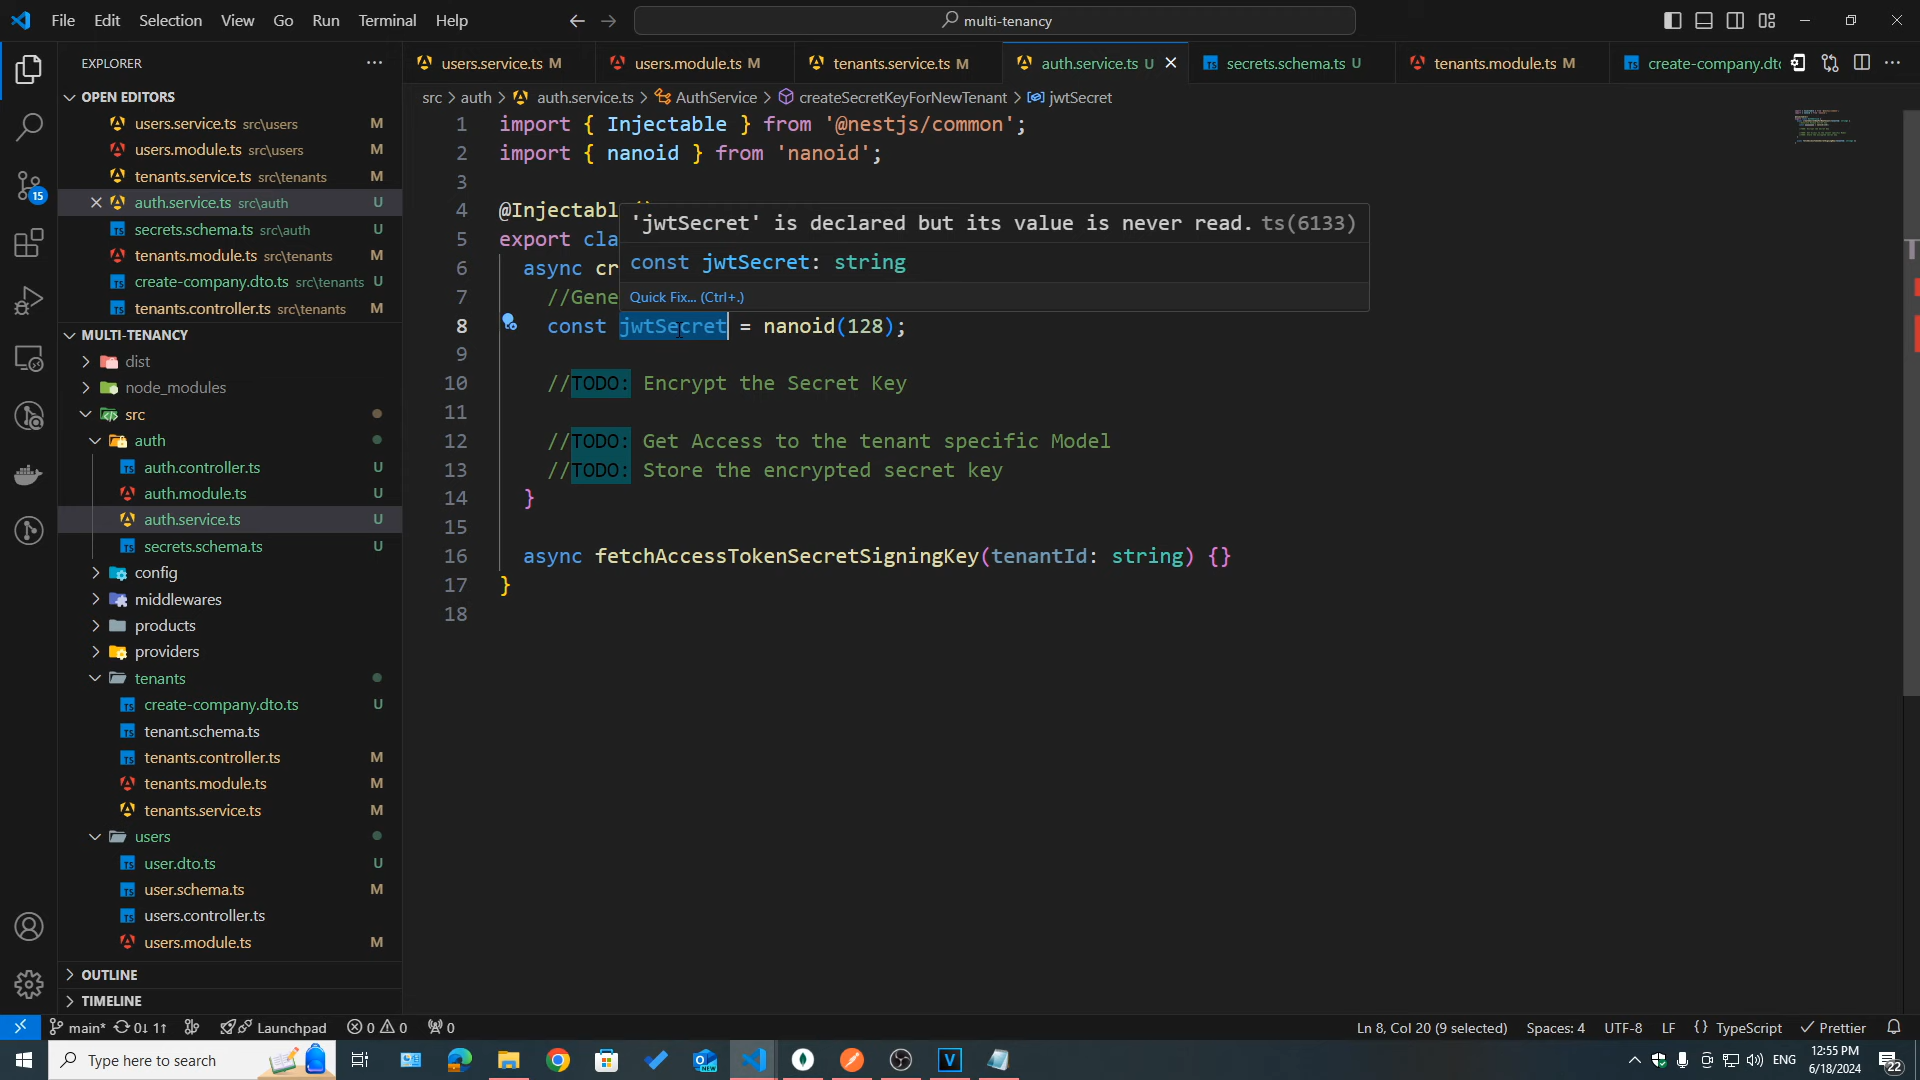 File Edit Selection View Go Run Terminal Help
multi-tenancy
EXPLORER
OPEN EDITORS
users.service.ts src\users M
users.module.ts src\users M
tenants.service.ts src\tenants M
auth.service.ts src\auth U
secrets.schema.ts src\auth U
tenants.module.ts src\tenants M
create-company.dto.ts src\tenants U
tenants.controller.ts src\tenants M
MULTI-TENANCY
dist
node_modules
src
auth
auth.controller.ts U
auth.module.ts U
auth.service.ts U
secrets.schema.ts U
config
middlewares
products
providers
tenants
create-company.dto.ts U
tenant.schema.ts
tenants.controller.ts M
tenants.module.ts M
tenants.service.ts M
users
user.dto.ts U
user.schema.ts M
users.controller.ts
users.module.ts M
OUTLINE
TIMELINE
15
users.service.ts M users.module.ts M tenants.service.ts M auth.service.ts U secrets.schema.ts U tenants.module.ts M create-company.dtc
src > auth > auth.service.ts > AuthService > createSecretKeyForNewTenant > jwtSecret
1 import { Injectable } from '@nestjs/common';
2 import { nanoid } from 'nanoid';
3
4 @Injectabl
5 export cla
6 async cr
7 //Gene
8 const jwtSecret = nanoid(128);
9
10 //TODO: Encrypt the Secret Key
11
12 //TODO: Get Access to the tenant specific Model
13 //TODO: Store the encrypted secret key
14 }
15
16 async fetchAccessTokenSecretSigningKey(tenantId: string) {}
17 }
18
'jwtSecret' is declared but its value is never read. ts(6133)
const jwtSecret: string
Quick Fix... (Ctrl+.)
main* 0↓ 1↑ Launchpad 0 0 0
Ln 8, Col 20 (9 selected) Spaces: 4 UTF-8 LF {} TypeScript Prettier
Type here to search
NEW
V
ENG
12:55 PM
6/18/2024
22